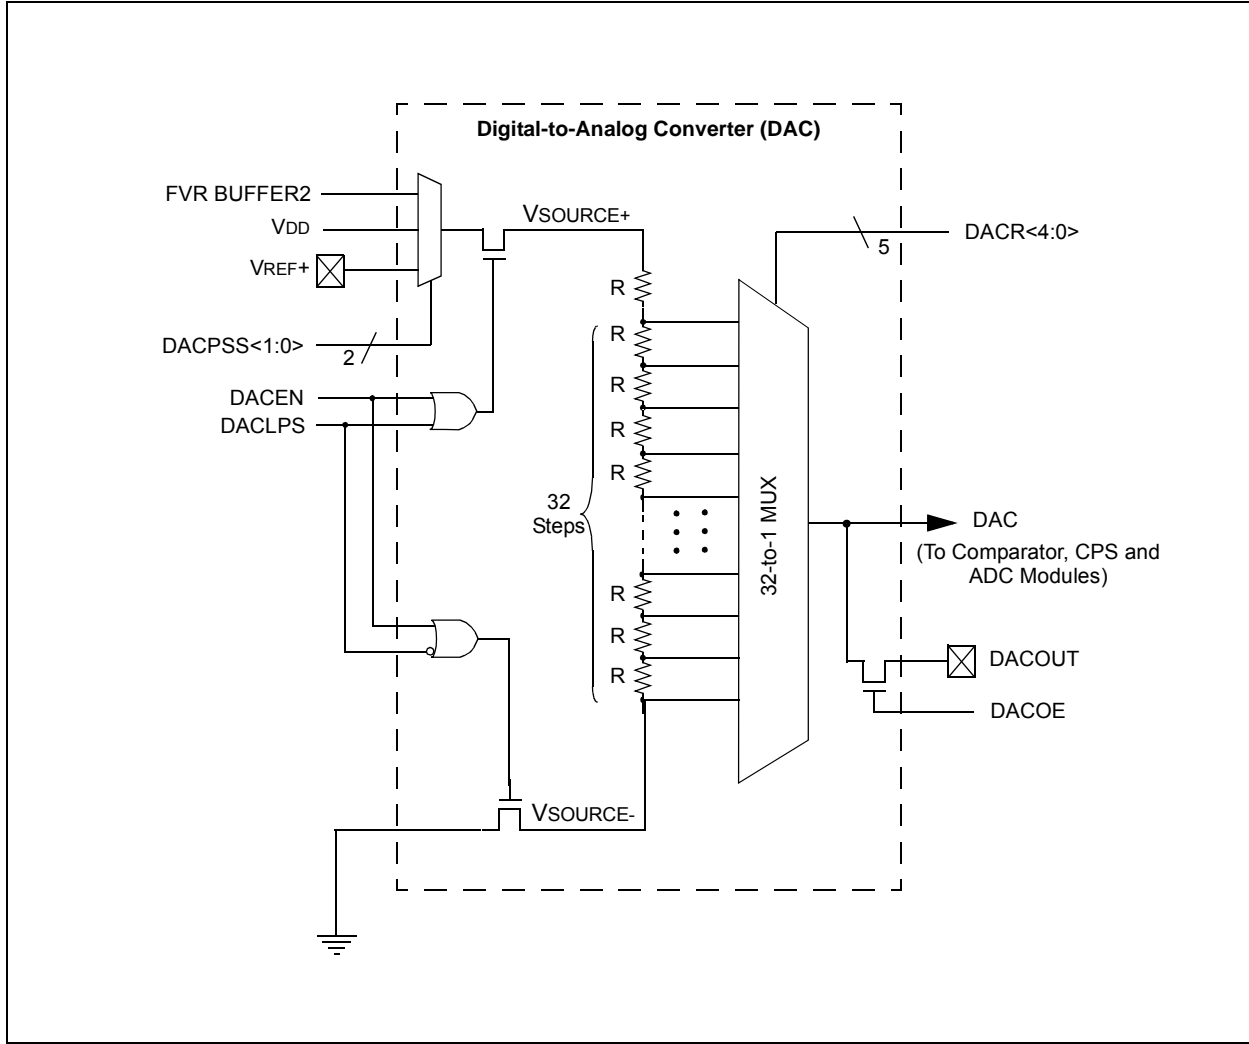 Digital-to-Analog Converter (DAC)
FVR BUFFER2
VDD
VREF+
DACPSS<1:0>
2
DACEN
DACLPS
VSOURCE+
R
R
R
R
R
32
Steps
R
R
R
VSOURCE-
32-to-1 MUX
5
DACR<4:0>
DAC
(To Comparator, CPS and
ADC Modules)
DACOUT
DACOE